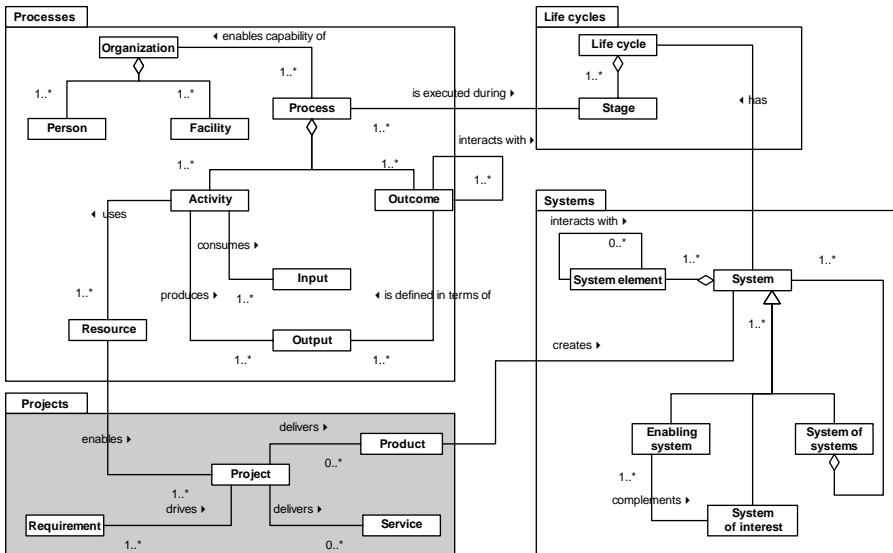 Processes
Organization
◂ enables capability of
1..*
1..*
1..*
Person
Facility
Process
1..*
is executed during ▸
1..*
1..*
Activity
Outcome
interacts with ▸
1..*
◂ uses
consumes ▸
Input
1..*
produces ▸
◂ is defined in terms of
1..*
Resource
Output
1..*
1..*
Life cycles
Life cycle
1..*
Stage
◂ has
Systems
interacts with ▸
0..*
System element
1..*
System
1..*
1..*
creates ▸
Enabling
system
System of
systems
1..*
complements ▸
System
of interest
Projects
enables ▸
delivers ▸
Product
0..*
Project
1..*
drives ▸
delivers ▸
Requirement
Service
1..*
0..*